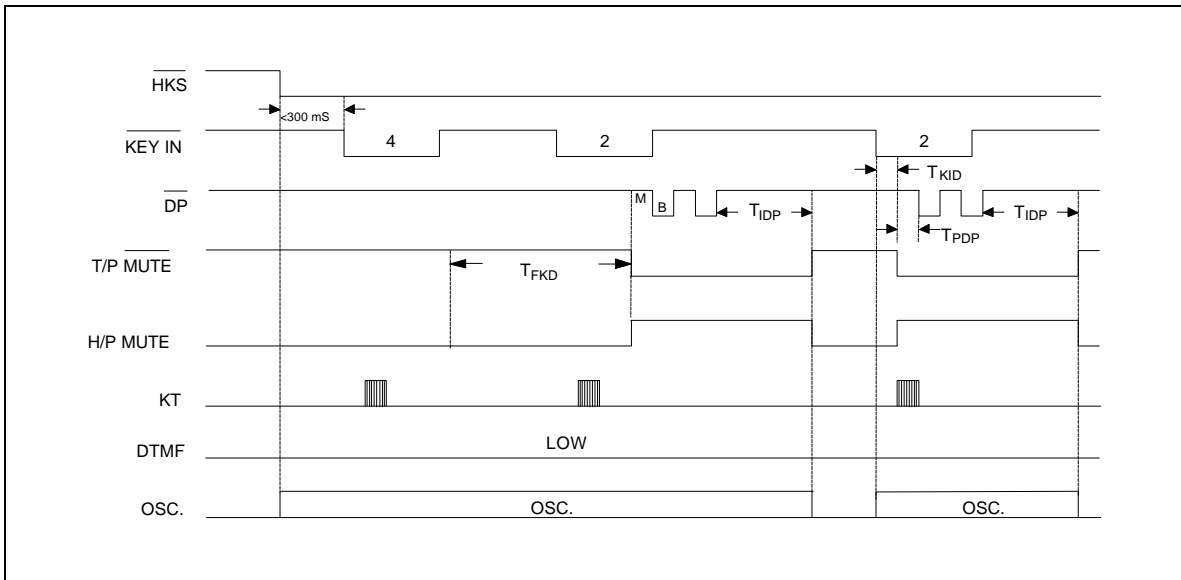 HKS
<300 mS
KEY IN
4
2
2
TKID
DP
M
B
TIDP
TIDP
TPDP
T/P MUTE
TFKD
H/P MUTE
KT
DTMF
LOW
OSC.
OSC.
OSC.